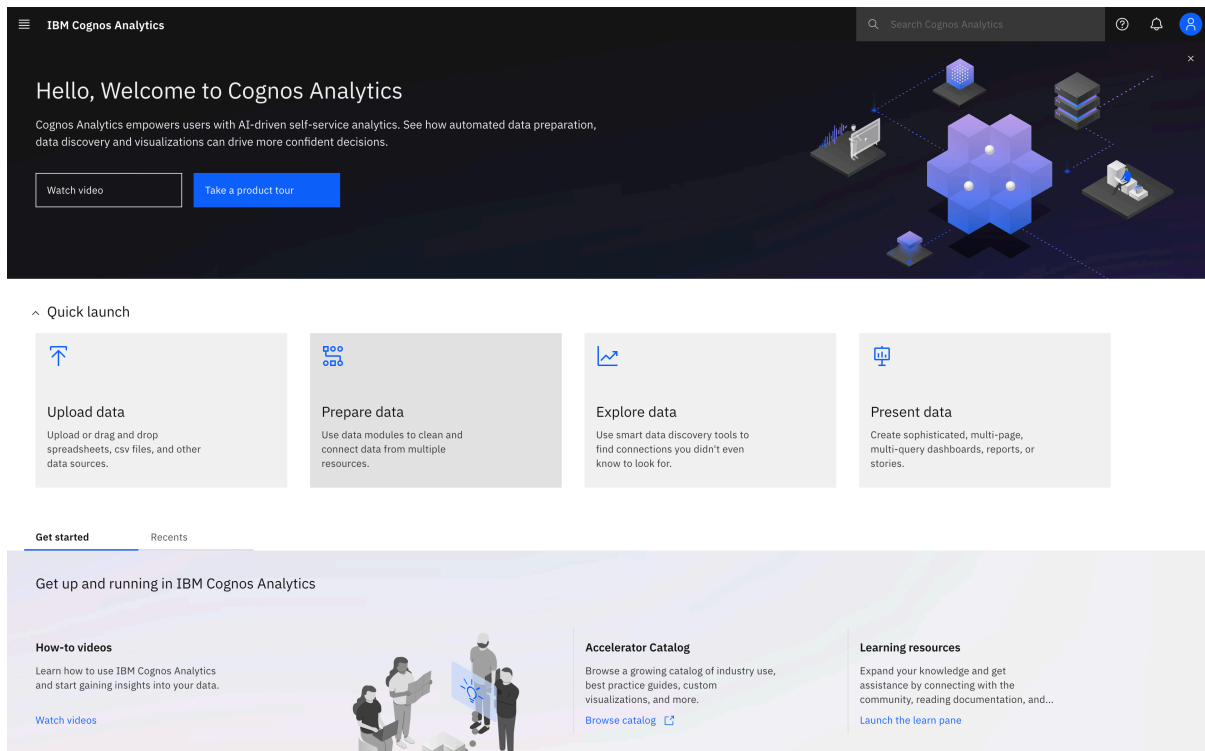 IBM Cognos Analytics
Search Cognos Analytics
Hello, Welcome to Cognos Analytics
Cognos Analytics empowers users with AI-driven self-service analytics. See how automated data preparation,
data discovery and visualizations can drive more confident decisions.
Watch video
Take a product tour
Quick launch
Upload data
Upload or drag and drop
spreadsheets, csv files, and other
data sources.
Prepare data
Use data modules to clean and
connect data from multiple
resources.
Explore data
Use smart data discovery tools to
find connections you didn't even
know to look for.
Present data
Create sophisticated, multi-page,
multi-query dashboards, reports, or
stories.
Get started
Recents
Get up and running in IBM Cognos Analytics
How-to videos
Learn how to use IBM Cognos Analytics
and start gaining insights into your data.
Watch videos
Accelerator Catalog
Browse a growing catalog of industry use,
best practice guides, custom
visualizations, and more.
Browse catalog
Learning resources
Expand your knowledge and get
assistance by connecting with the
community, reading documentation, and...
Launch the learn pane